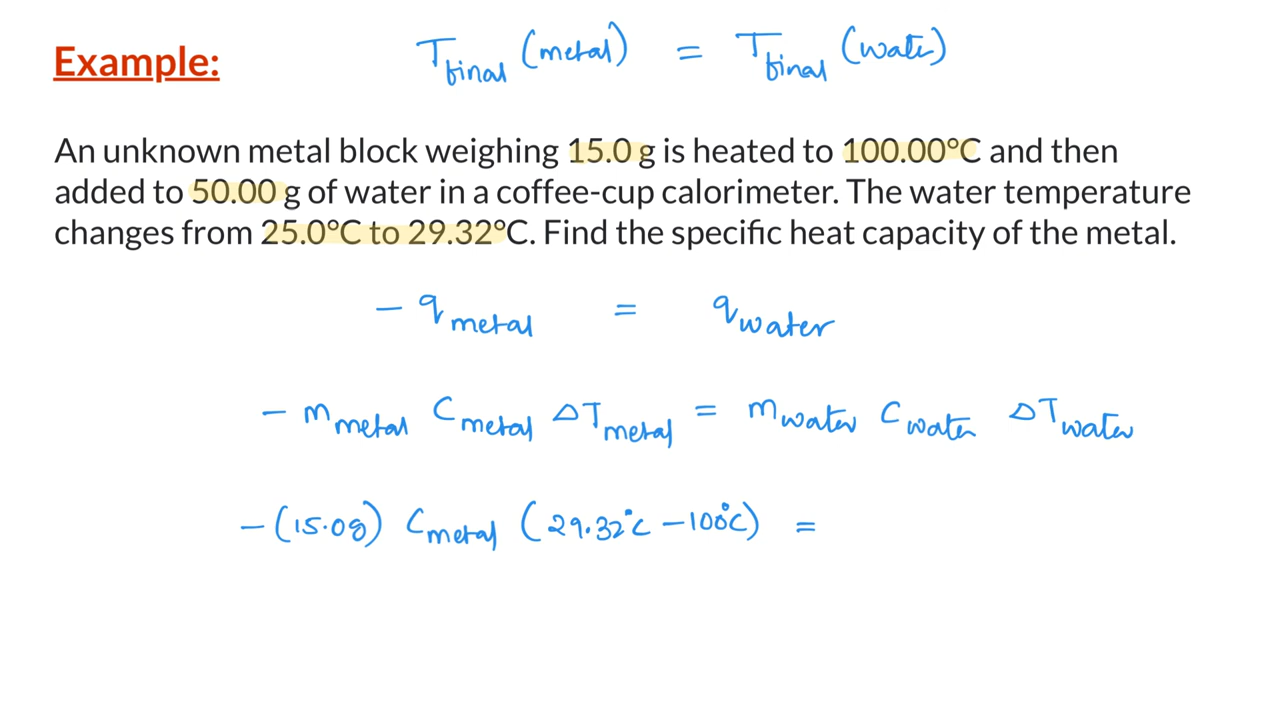 Example:
T final (metal) = T final (water)
An unknown metal block weighing 15.0 g is heated to 100.00°C and then
added to 50.00 g of water in a coffee-cup calorimeter. The water temperature
changes from 25.0°C to 29.32°C. Find the specific heat capacity of the metal.
− q metal = q water
− m metal C metal ΔT metal = m water C water ΔT water
− (15.0g) C metal (29.32°C − 100°C) =